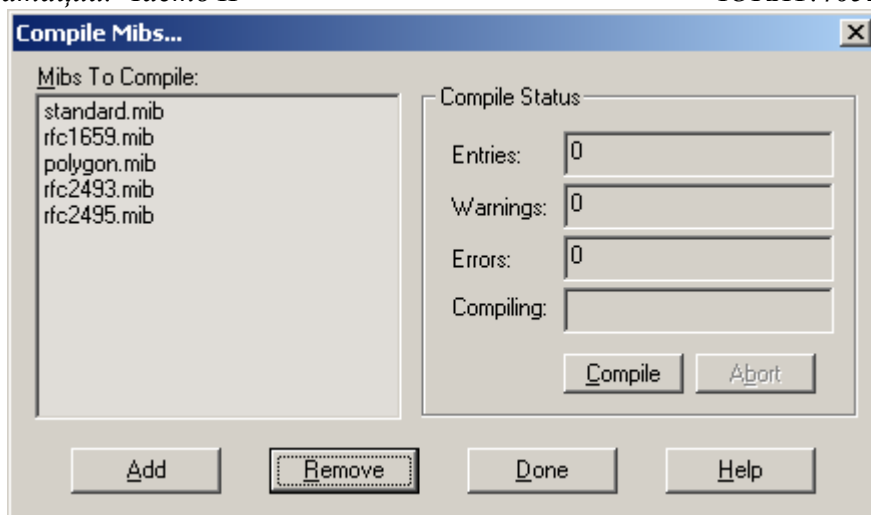 Compile Mibs...
Mibs To Compile:
standard.mib
rfc1659.mib
polygon.mib
rfc2493.mib
rfc2495.mib
Compile Status
Entries: 0
Warnings: 0
Errors: 0
Compiling:
Compile Abort
Add Remove Done Help